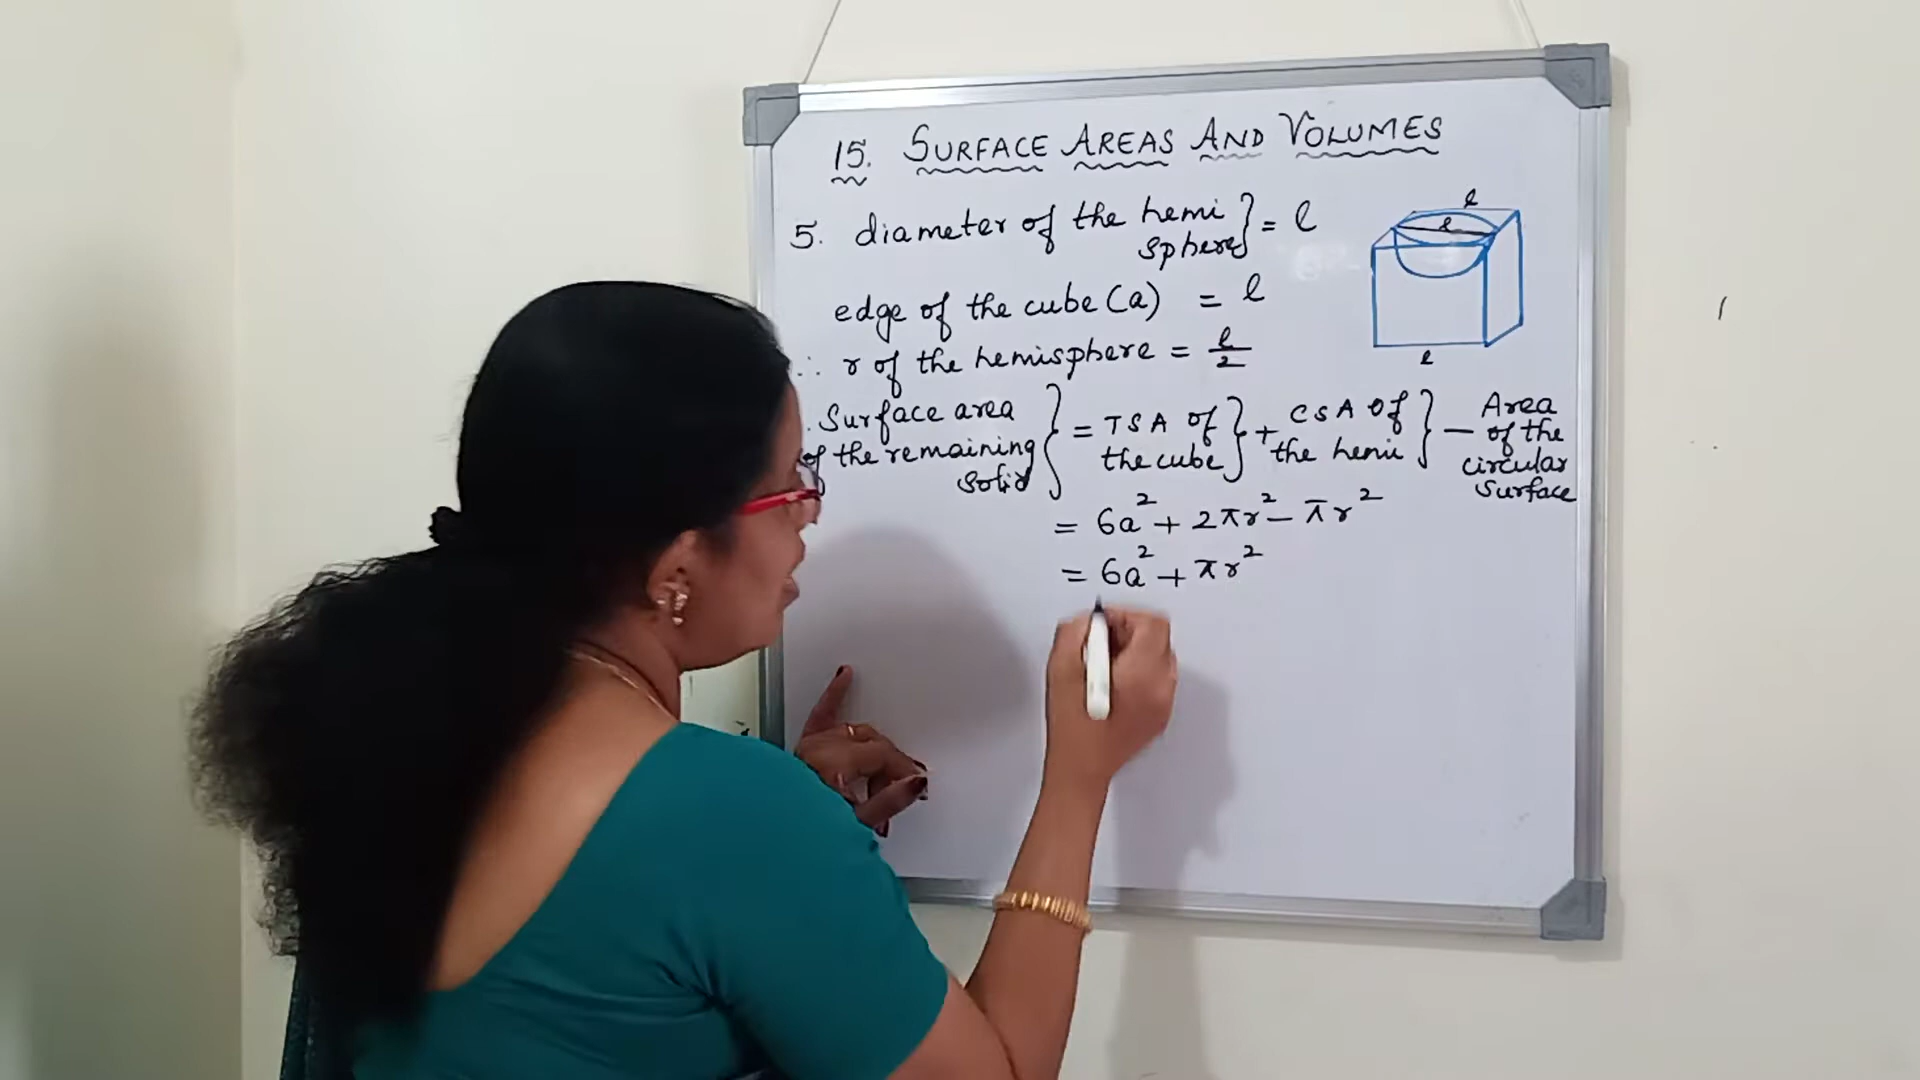 15. SURFACE AREAS AND VOLUMES
5. diameter of the hemi sphere} = l
edge of the cube (a) = l
∴ r of the hemisphere = l/2
Surface area of the remaining solid} = TSA of the cube} + CSA of the hemi} - Area of the circular surface
= 6a² + 2πr² - πr²
= 6a² + πr²
l
l
l